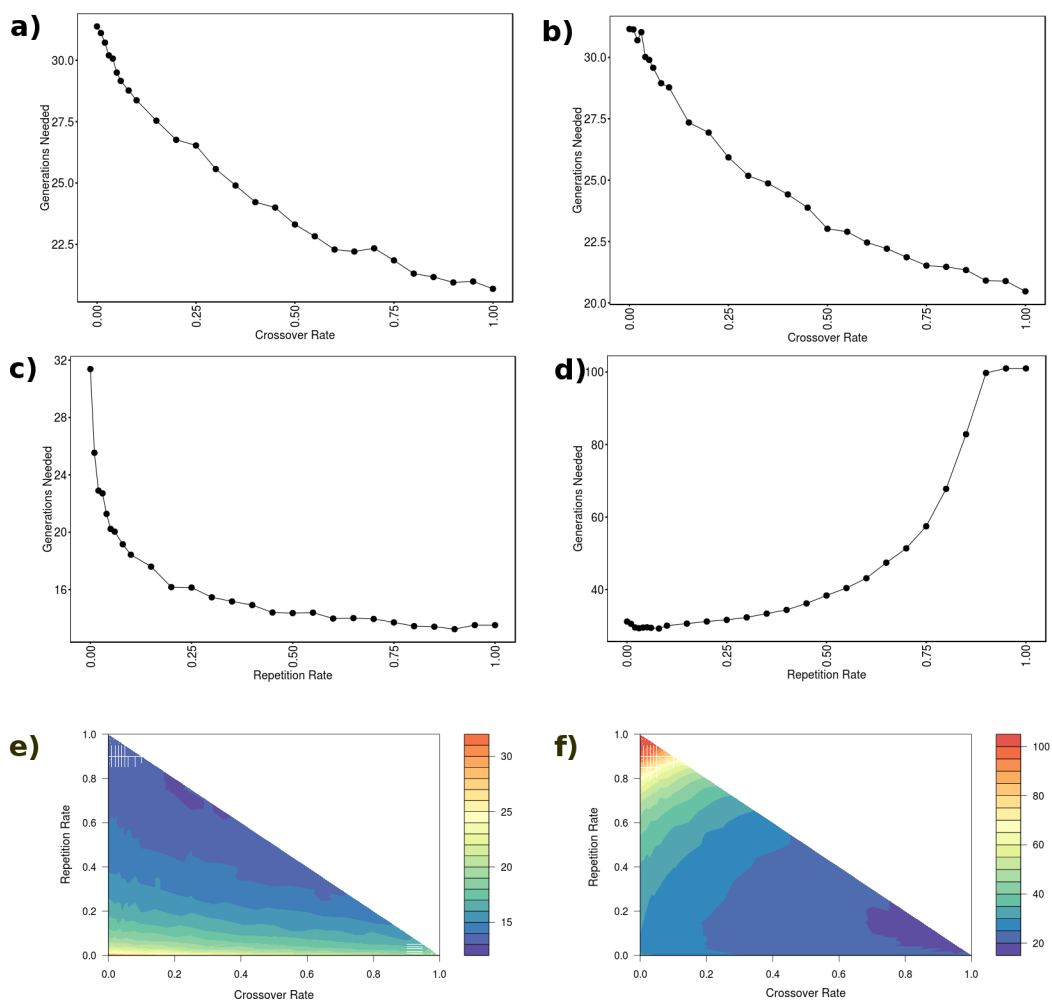 a)
30.0
27.5
25.0
22.5
Generations Needed
0.00
0.25
0.50
0.75
1.00
Crossover Rate
b)
30.0
27.5
25.0
22.5
20.0
Generations Needed
0.00
0.25
0.50
0.75
1.00
Crossover Rate
c)
32
28
24
20
16
Generations Needed
0.00
0.25
0.50
0.75
1.00
Repetition Rate
d)
100
80
60
40
Generations Needed
0.00
0.25
0.50
0.75
1.00
Repetition Rate
e)
1.0
0.8
0.6
0.4
0.2
0.0
Repetition Rate
0.0 0.2 0.4 0.6 0.8 1.0
Crossover Rate
30
25
20
15
f)
1.0
0.8
0.6
0.4
0.2
0.0
Repetition Rate
0.0 0.2 0.4 0.6 0.8 1.0
Crossover Rate
100
80
60
40
20